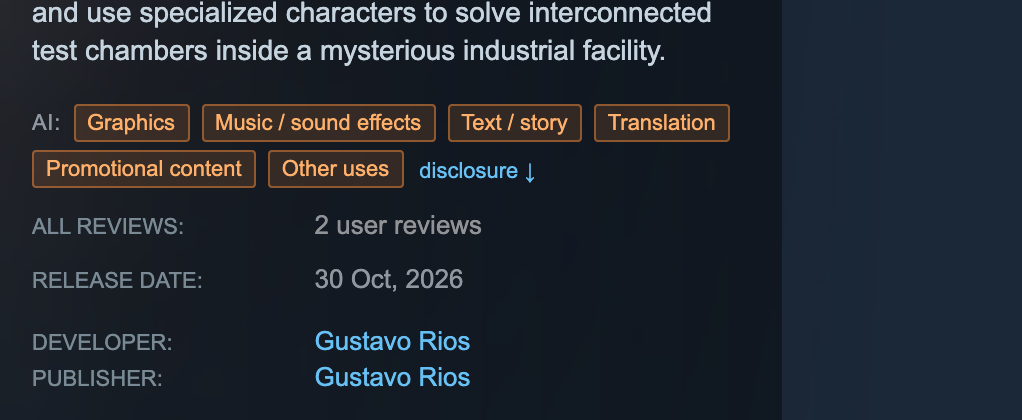 and use specialized characters to solve interconnected
test chambers inside a mysterious industrial facility.
AI: Graphics Music / sound effects Text / story Translation
Promotional content Other uses disclosure ↓
ALL REVIEWS: 2 user reviews
RELEASE DATE: 30 Oct, 2026
DEVELOPER: Gustavo Rios
PUBLISHER: Gustavo Rios